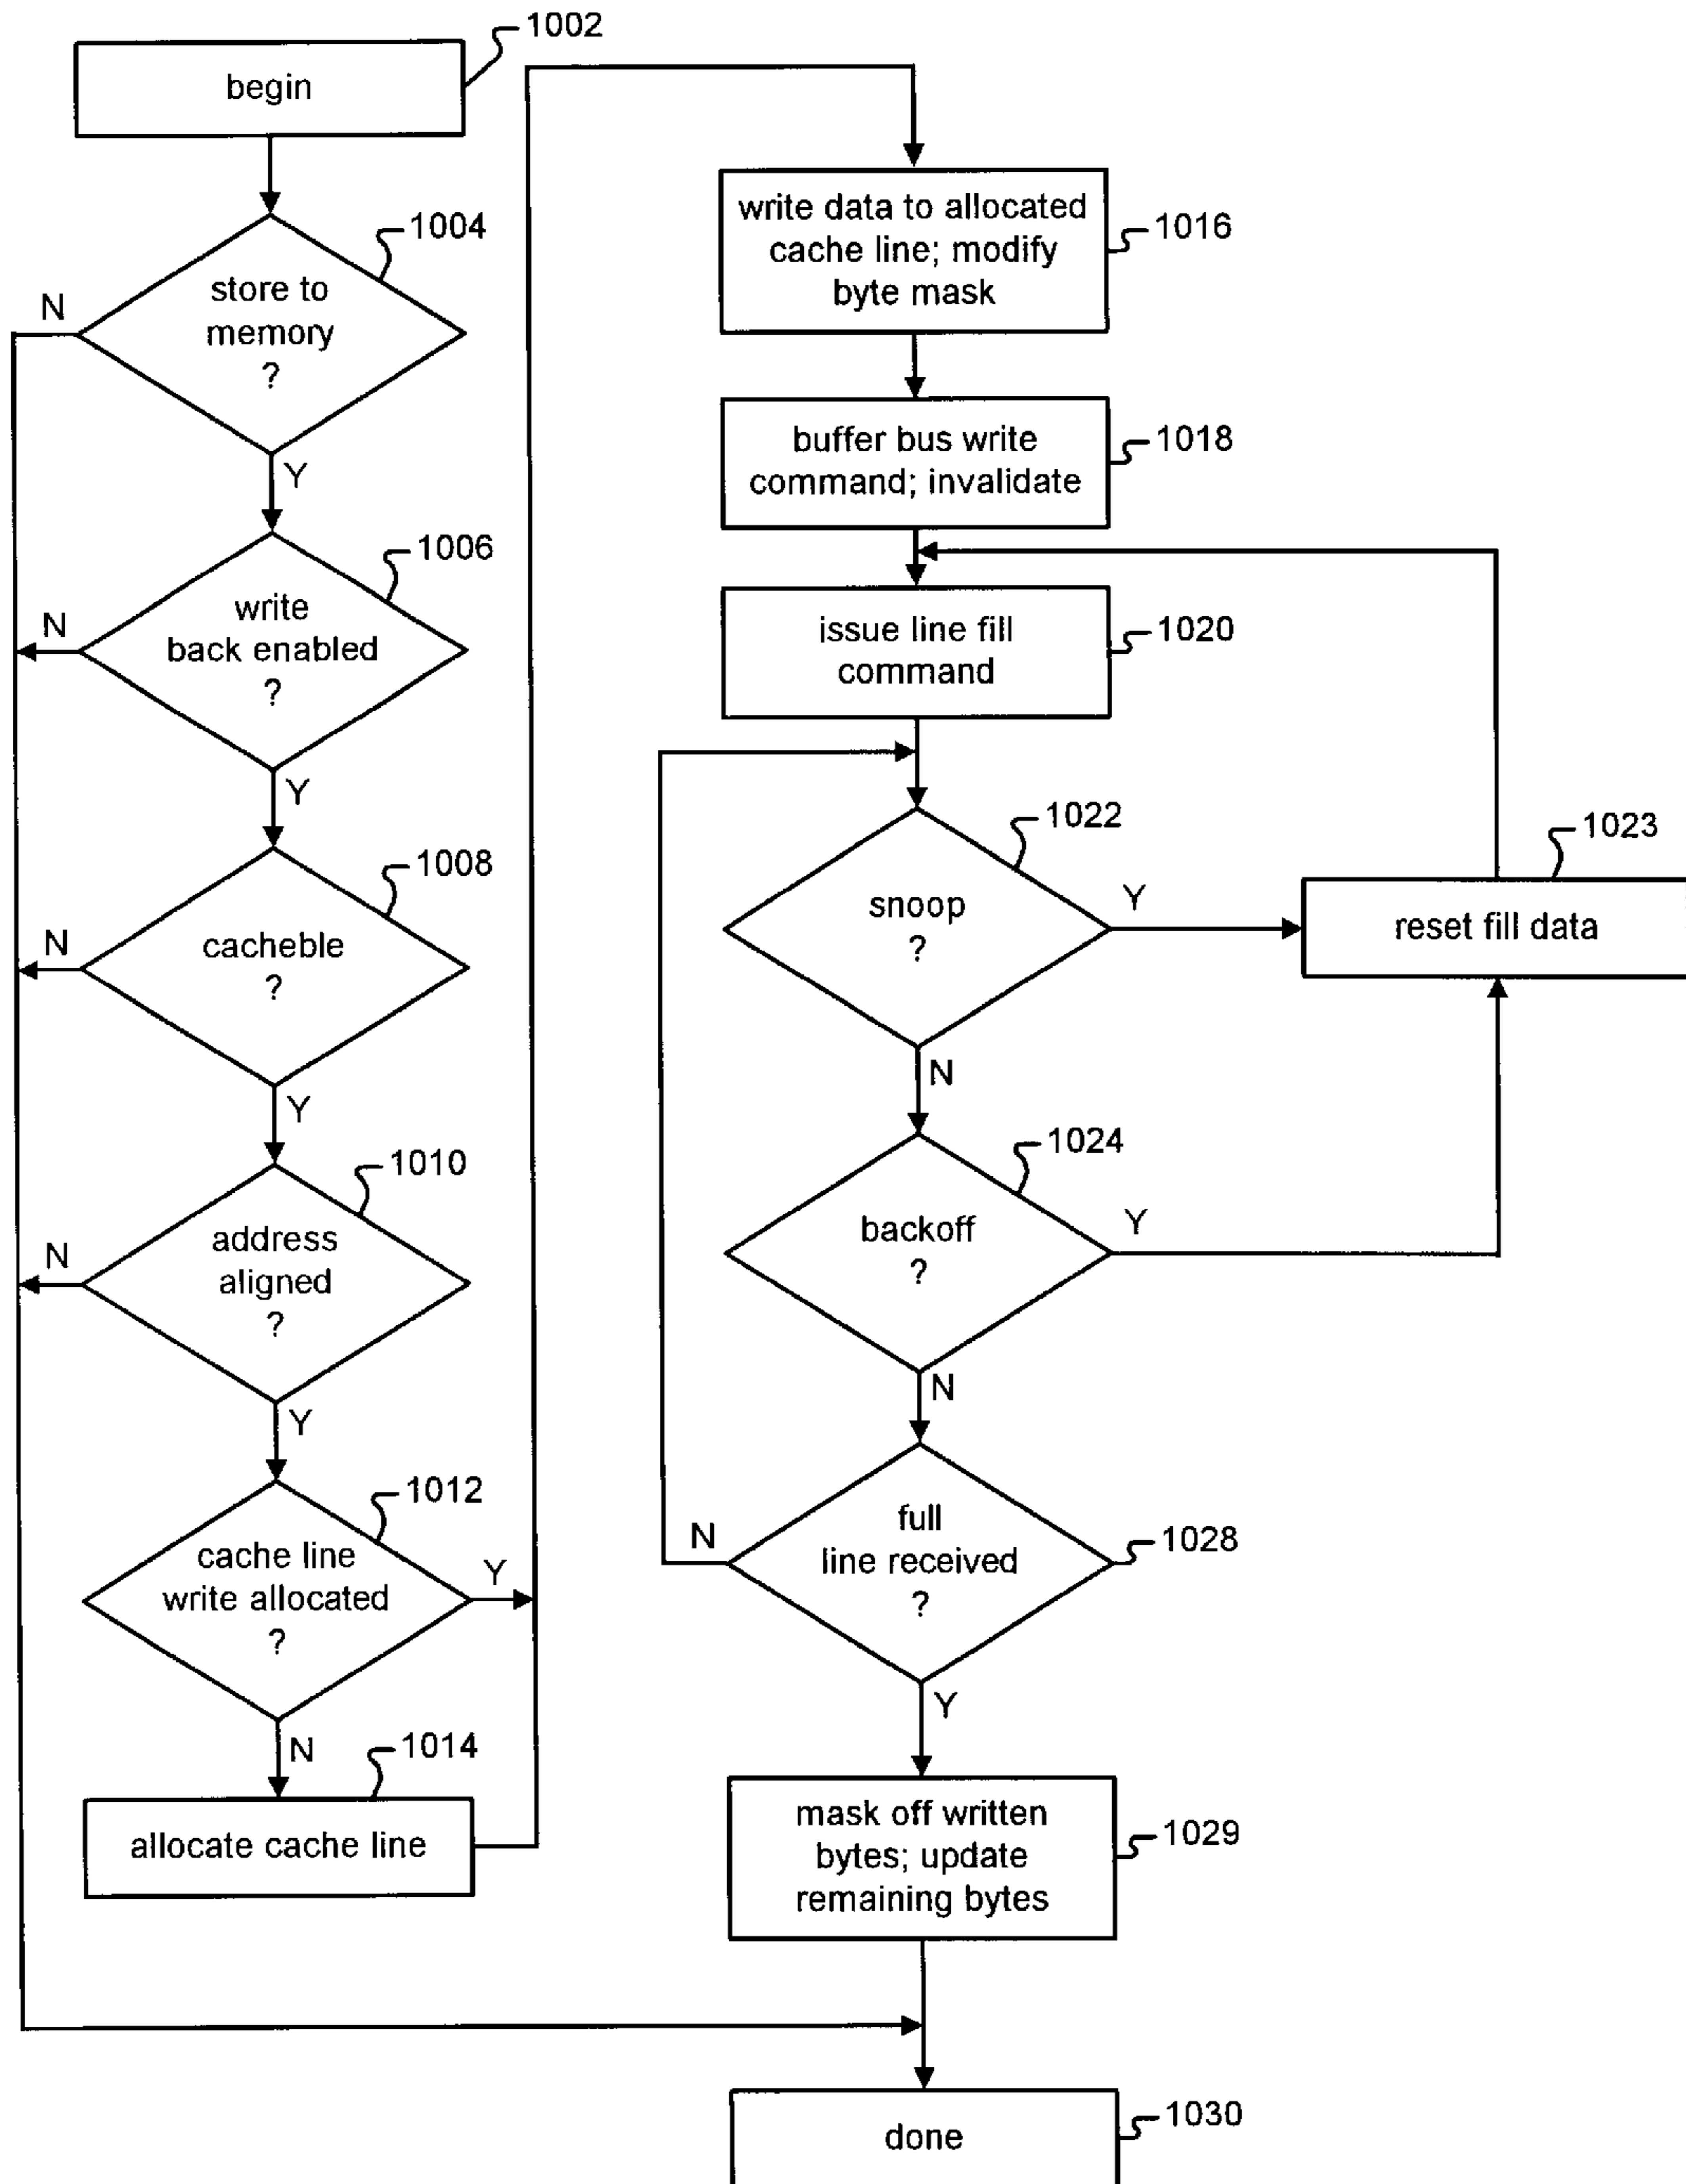 1002
begin
1004
store to
memory
?
N
Y
1006
write
back enabled
?
N
Y
1008
cacheble
?
N
Y
1010
address
aligned
?
N
Y
1012
cache line
write allocated
?
Y
N
1014
allocate cache line
write data to allocated
cache line; modify
byte mask
1016
buffer bus write
command; invalidate
1018
issue line fill
command
1020
1022
snoop
?
Y
N
1023
reset fill data
1024
backoff
?
Y
N
full
line received
?
1028
N
Y
mask off written
bytes; update
remaining bytes
1029
done
1030